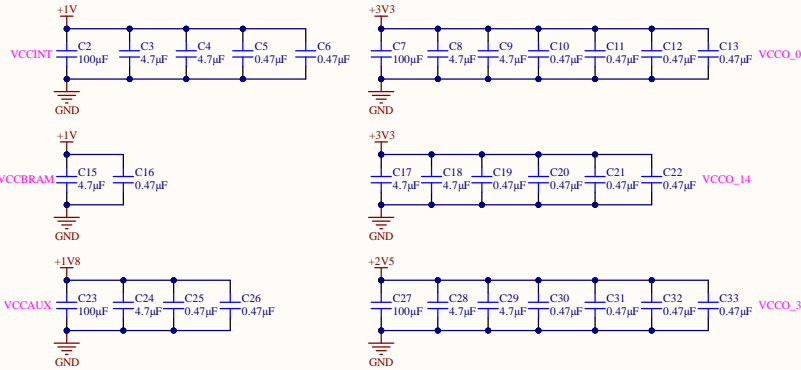 +1V
VCCINT
C2
100µF
C3
4.7µF
C4
4.7µF
C5
0.47µF
C6
0.47µF
GND
+3V3
C7
100µF
C8
4.7µF
C9
4.7µF
C10
0.47µF
C11
0.47µF
C12
0.47µF
C13
0.47µF
VCCO_0
GND
+1V
VCCBRAM
C15
4.7µF
C16
0.47µF
GND
+3V3
C17
4.7µF
C18
4.7µF
C19
0.47µF
C20
0.47µF
C21
0.47µF
C22
0.47µF
VCCO_14
GND
+1V8
VCCAUX
C23
100µF
C24
4.7µF
C25
0.47µF
C26
0.47µF
GND
+2V5
C27
100µF
C28
4.7µF
C29
4.7µF
C30
0.47µF
C31
0.47µF
C32
0.47µF
C33
0.47µF
VCCO_3
GND